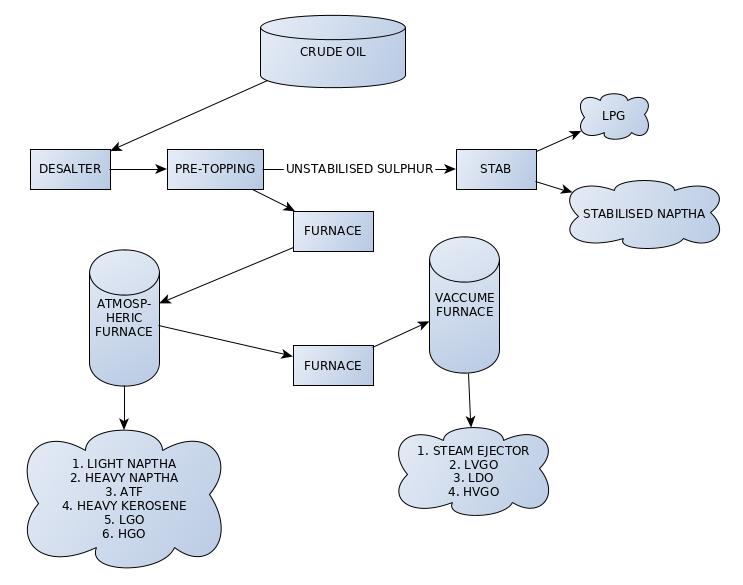 CRUDE OIL
LPG
DESALTER
PRE-TOPPING
UNSTABILISED SULPHUR
STAB
STABILISED NAPTHA
FURNACE
ATMOSP-
HERIC
FURNACE
VACCUME
FURNACE
FURNACE
1. LIGHT NAPTHA
2. HEAVY NAPTHA
3. ATF
4. HEAVY KEROSENE
5. LGO
6. HGO
1. STEAM EJECTOR
2. LVGO
3. LDO
4. HVGO